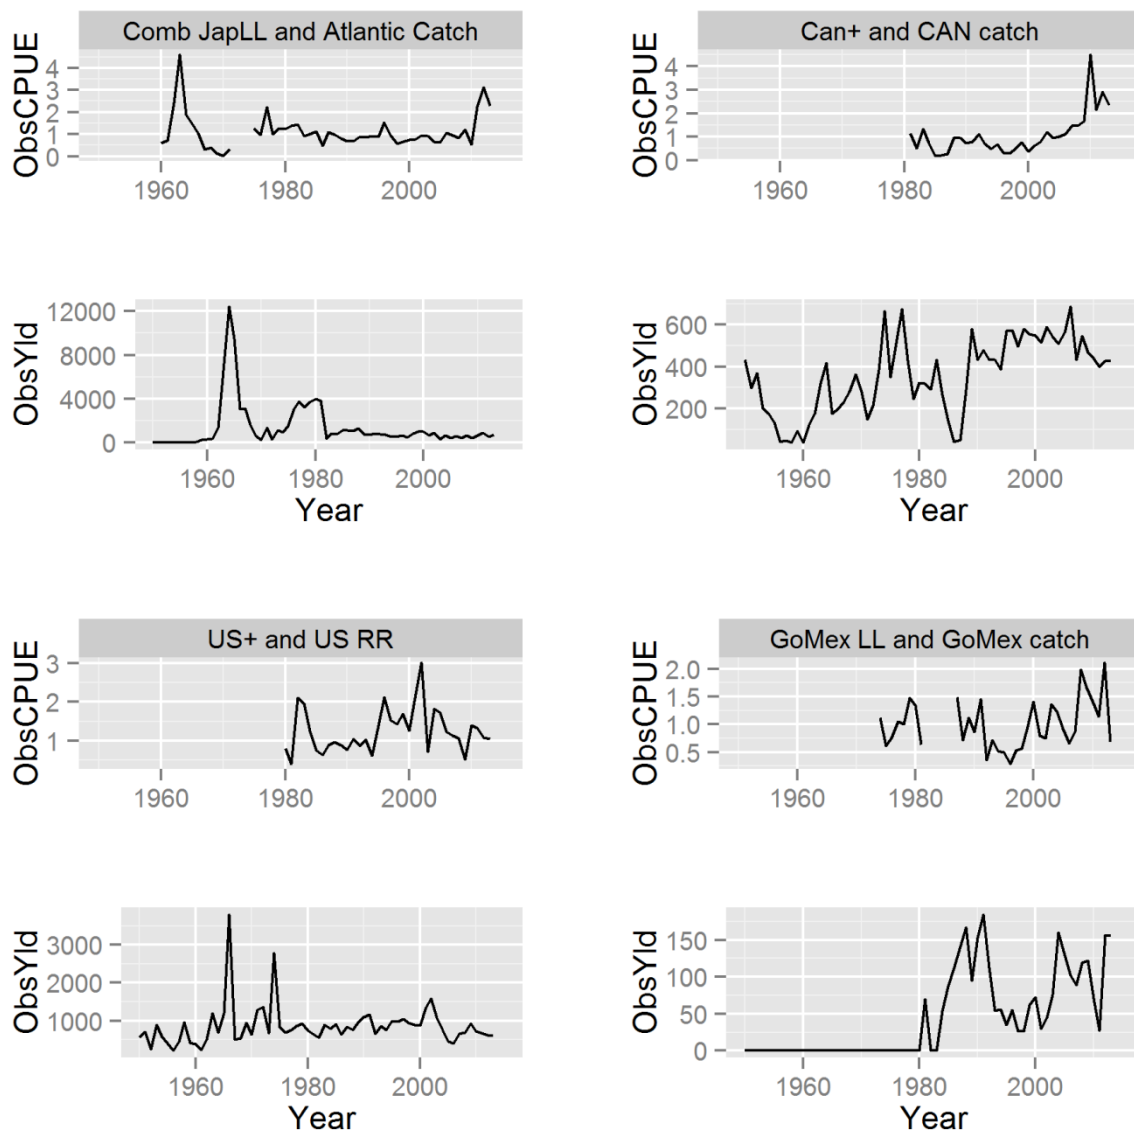 Comb JapLL and Atlantic Catch
ObsCPUE
4
3
2
1
0
1960 1980 2000
Can+ and CAN catch
ObsCPUE
4
3
2
1
0
1960 1980 2000
ObsYld
12000
8000
4000
0
1960 1980 2000
Year
ObsYld
600
400
200
1960 1980 2000
Year
US+ and US RR
ObsCPUE
3
2
1
1960 1980 2000
GoMex LL and GoMex catch
ObsCPUE
2.0
1.5
1.0
0.5
1960 1980 2000
ObsYld
3000
2000
1000
1960 1980 2000
Year
ObsYld
150
100
50
0
1960 1980 2000
Year